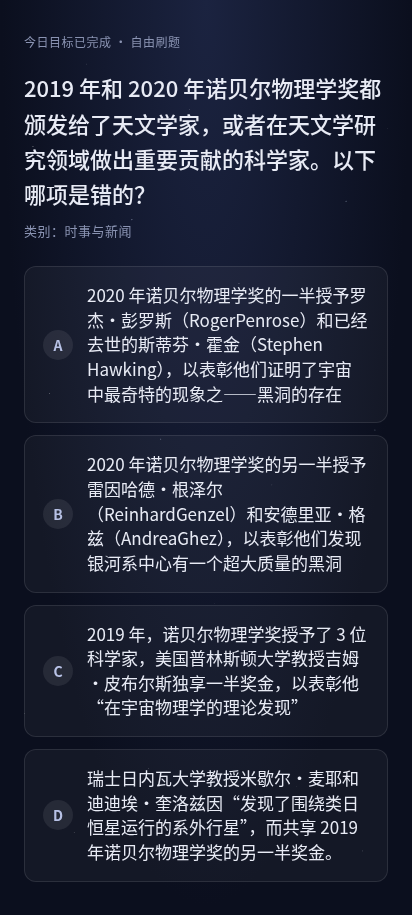 今日目标已完成 · 自由刷题
2019 年和 2020 年诺贝尔物理学奖都
颁发给了天文学家，或者在天文学研
究领域做出重要贡献的科学家。以下
哪项是错的?
类别：时事与新闻
2020 年诺贝尔物理学奖的一半授予罗
杰·彭罗斯（RogerPenrose）和已经
去世的斯蒂芬·霍金（Stephen
A
Hawking），以表彰他们证明了宇宙
中最奇特的现象之——黑洞的存在
2020 年诺贝尔物理学奖的另一半授予
雷因哈德·根泽尔
B
（ReinhardGenzel）和安德里亚·格
兹（AndreaGhez），以表彰他们发现
银河系中心有一个超大质量的黑洞
2019 年，诺贝尔物理学奖授予了 3 位
科学家，美国普林斯顿大学教授吉姆
C
·皮布尔斯独享一半奖金，以表彰他
“在宇宙物理学的理论发现”
瑞士日内瓦大学教授米歇尔·麦耶和
迪迪埃·奎洛兹因“发现了围绕类日
D
恒星运行的系外行星”，而共享 2019
年诺贝尔物理学奖的另一半奖金。